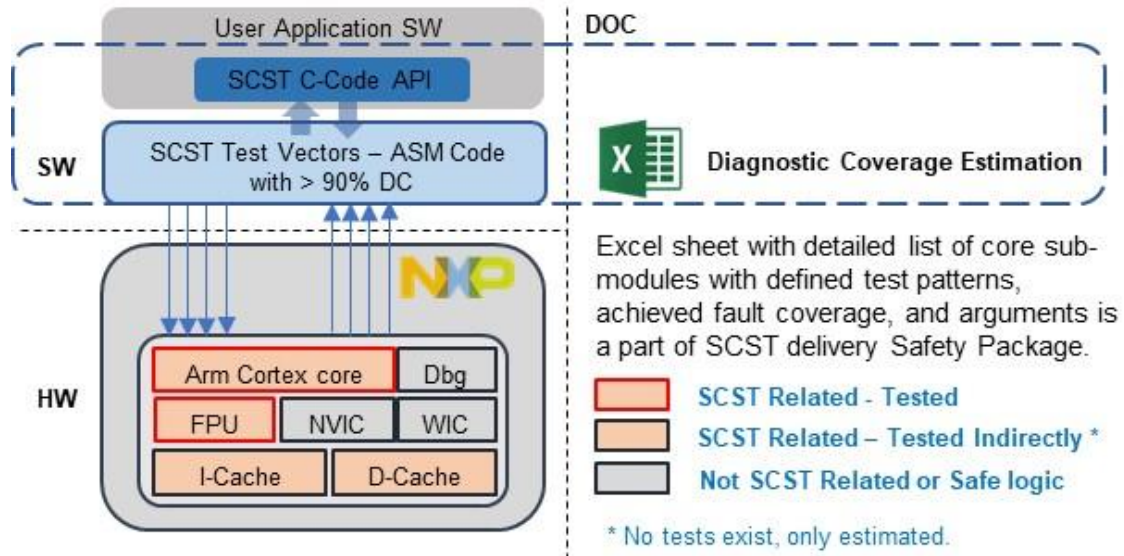 User Application SW
SCST C-Code API
SW
SCST Test Vectors – ASM Code
with > 90% DC
HW
NXP
Arm Cortex core
Dbg
FPU
NVIC
WIC
I-Cache
D-Cache
DOC
X
Diagnostic Coverage Estimation
Excel sheet with detailed list of core sub-
modules with defined test patterns,
achieved fault coverage, and arguments is
a part of SCST delivery Safety Package.
SCST Related - Tested
SCST Related – Tested Indirectly *
Not SCST Related or Safe logic
* No tests exist, only estimated.